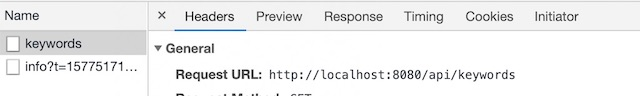 Name
Headers Preview Response Timing Cookies Initiator
keywords
General
info?t=15775171...
Request URL: http://localhost:8080/api/keywords